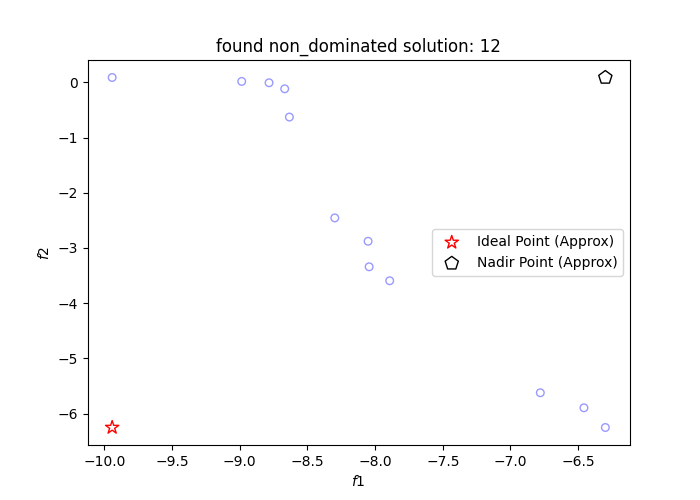 found non_dominated solution: 12
0
−1
−2
−3
−4
−5
−6
f2
Ideal Point (Approx)
Nadir Point (Approx)
−10.0 −9.5 −9.0 −8.5 −8.0 −7.5 −7.0 −6.5
f1